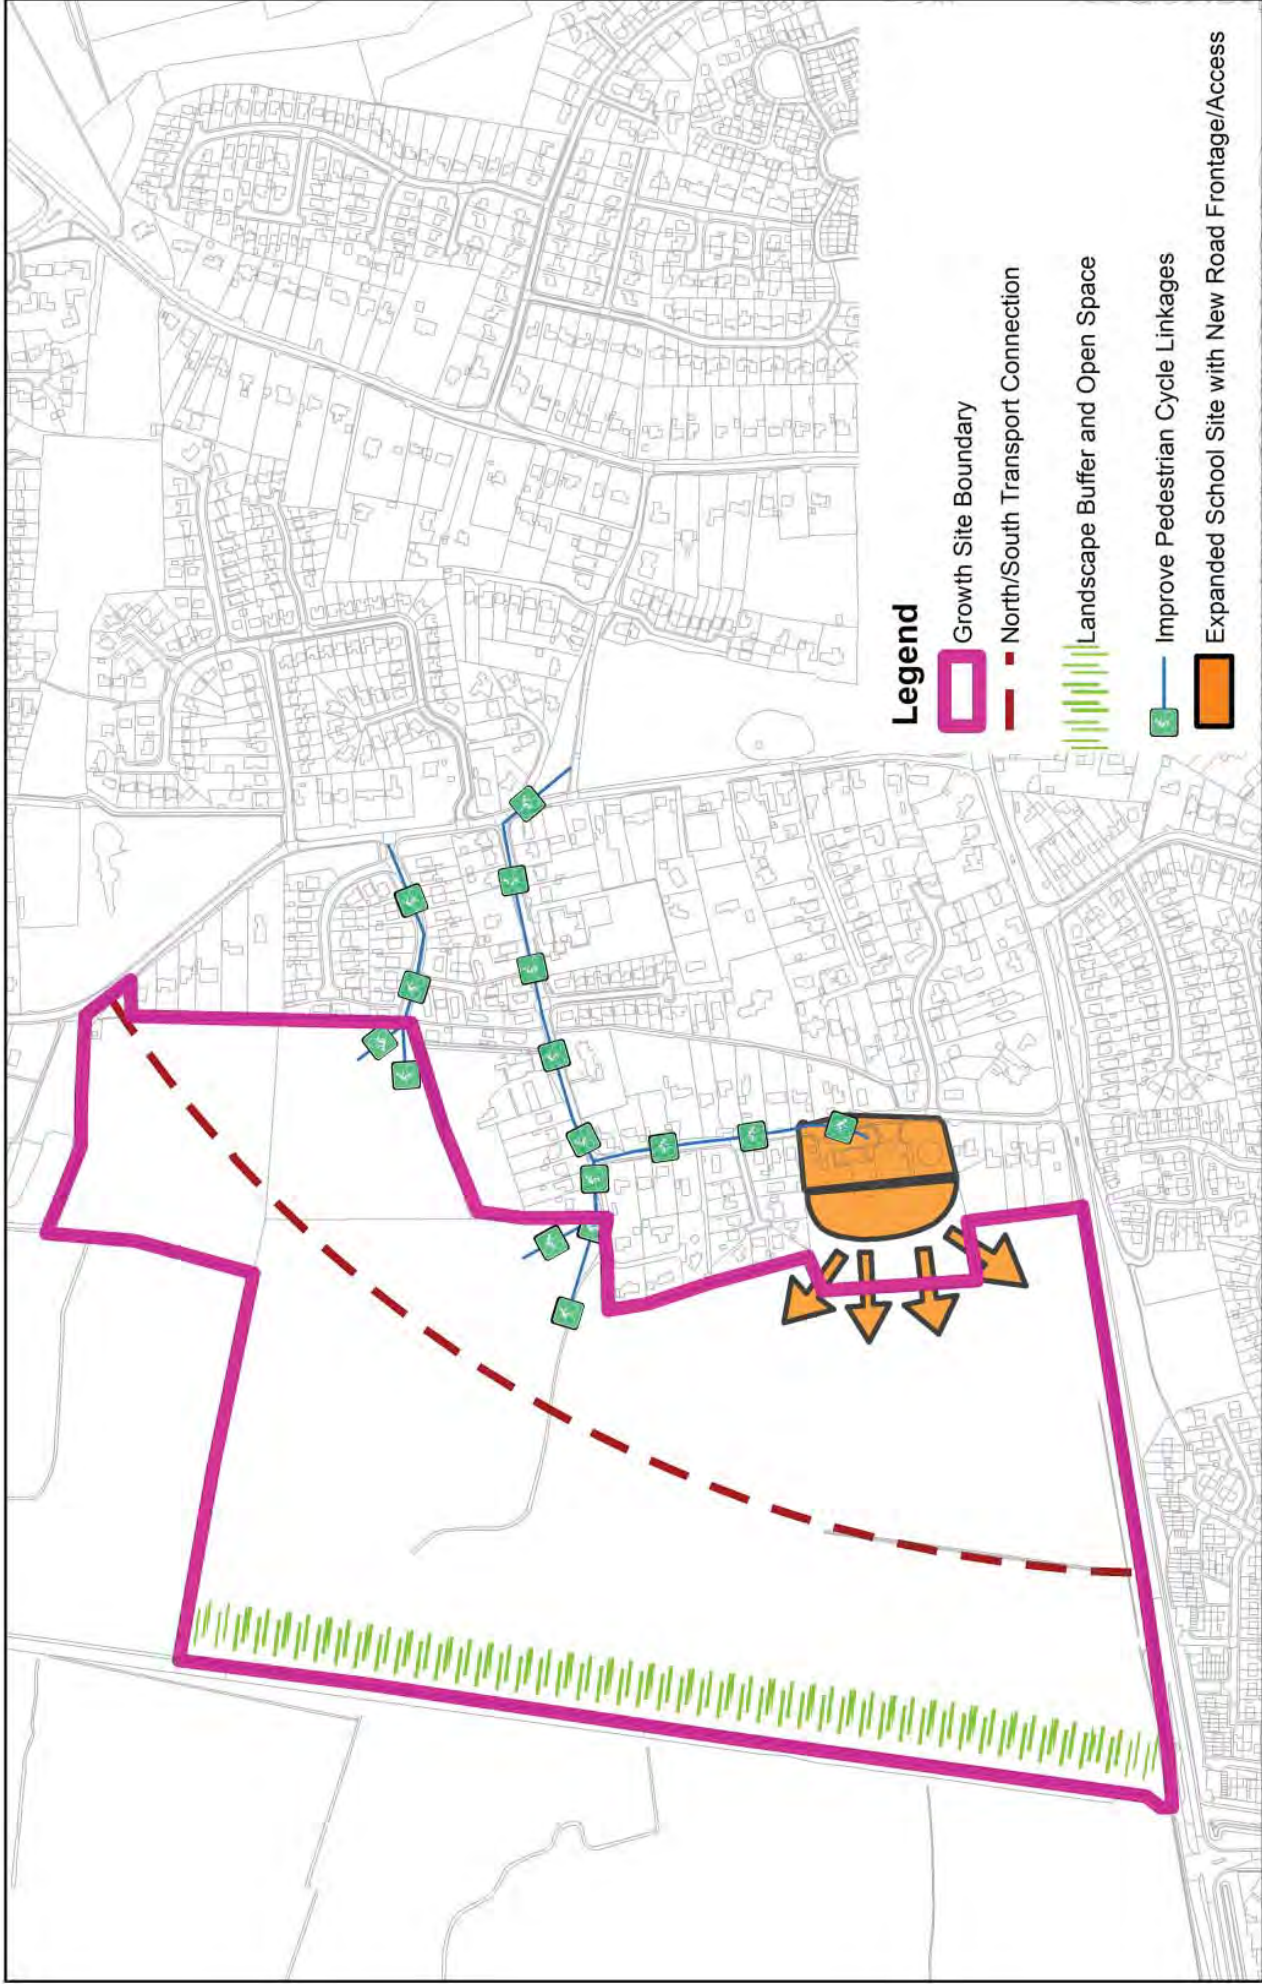 Legend
Growth Site Boundary
North/South Transport Connection
Landscape Buffer and Open Space
Improve Pedestrian Cycle Linkages
Expanded School Site with New Road Frontage/Access